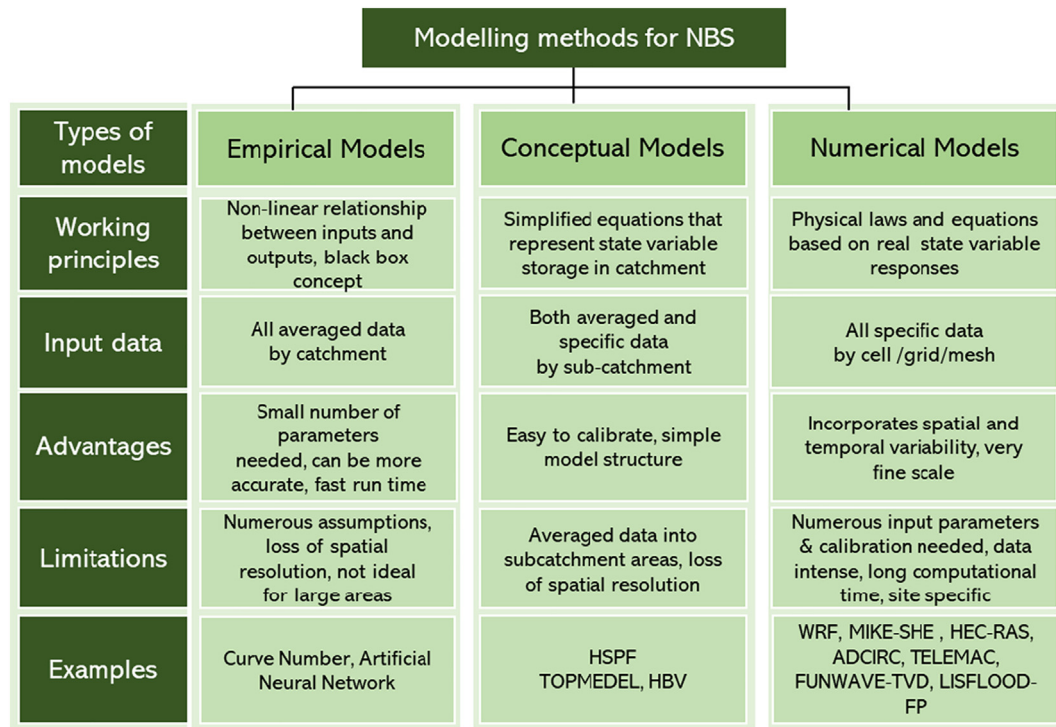 Modelling methods for NBS
Types of
models
Empirical Models
Conceptual Models
Numerical Models
Working
principles
Non-linear relationship
between inputs and
outputs, black box
concept
Simplified equations that
represent state variable
storage in catchment
Physical laws and equations
based on real state variable
responses
Input data
All averaged data
by catchment
Both averaged and
specific data
by sub-catchment
All specific data
by cell /grid/mesh
Advantages
Small number of
parameters
needed, can be more
accurate, fast run time
Easy to calibrate, simple
model structure
Incorporates spatial and
temporal variability, very
fine scale
Limitations
Numerous assumptions,
loss of spatial
resolution, not ideal
for large areas
Averaged data into
subcatchment areas, loss
of spatial resolution
Numerous input parameters
& calibration needed, data
intense, long computational
time, site specific
Examples
Curve Number, Artificial
Neural Network
HSPF
TOPMEDEL, HBV
WRF, MIKE-SHE , HEC-RAS,
ADCIRC, TELEMAC,
FUNWAVE-TVD, LISFLOOD-
FP